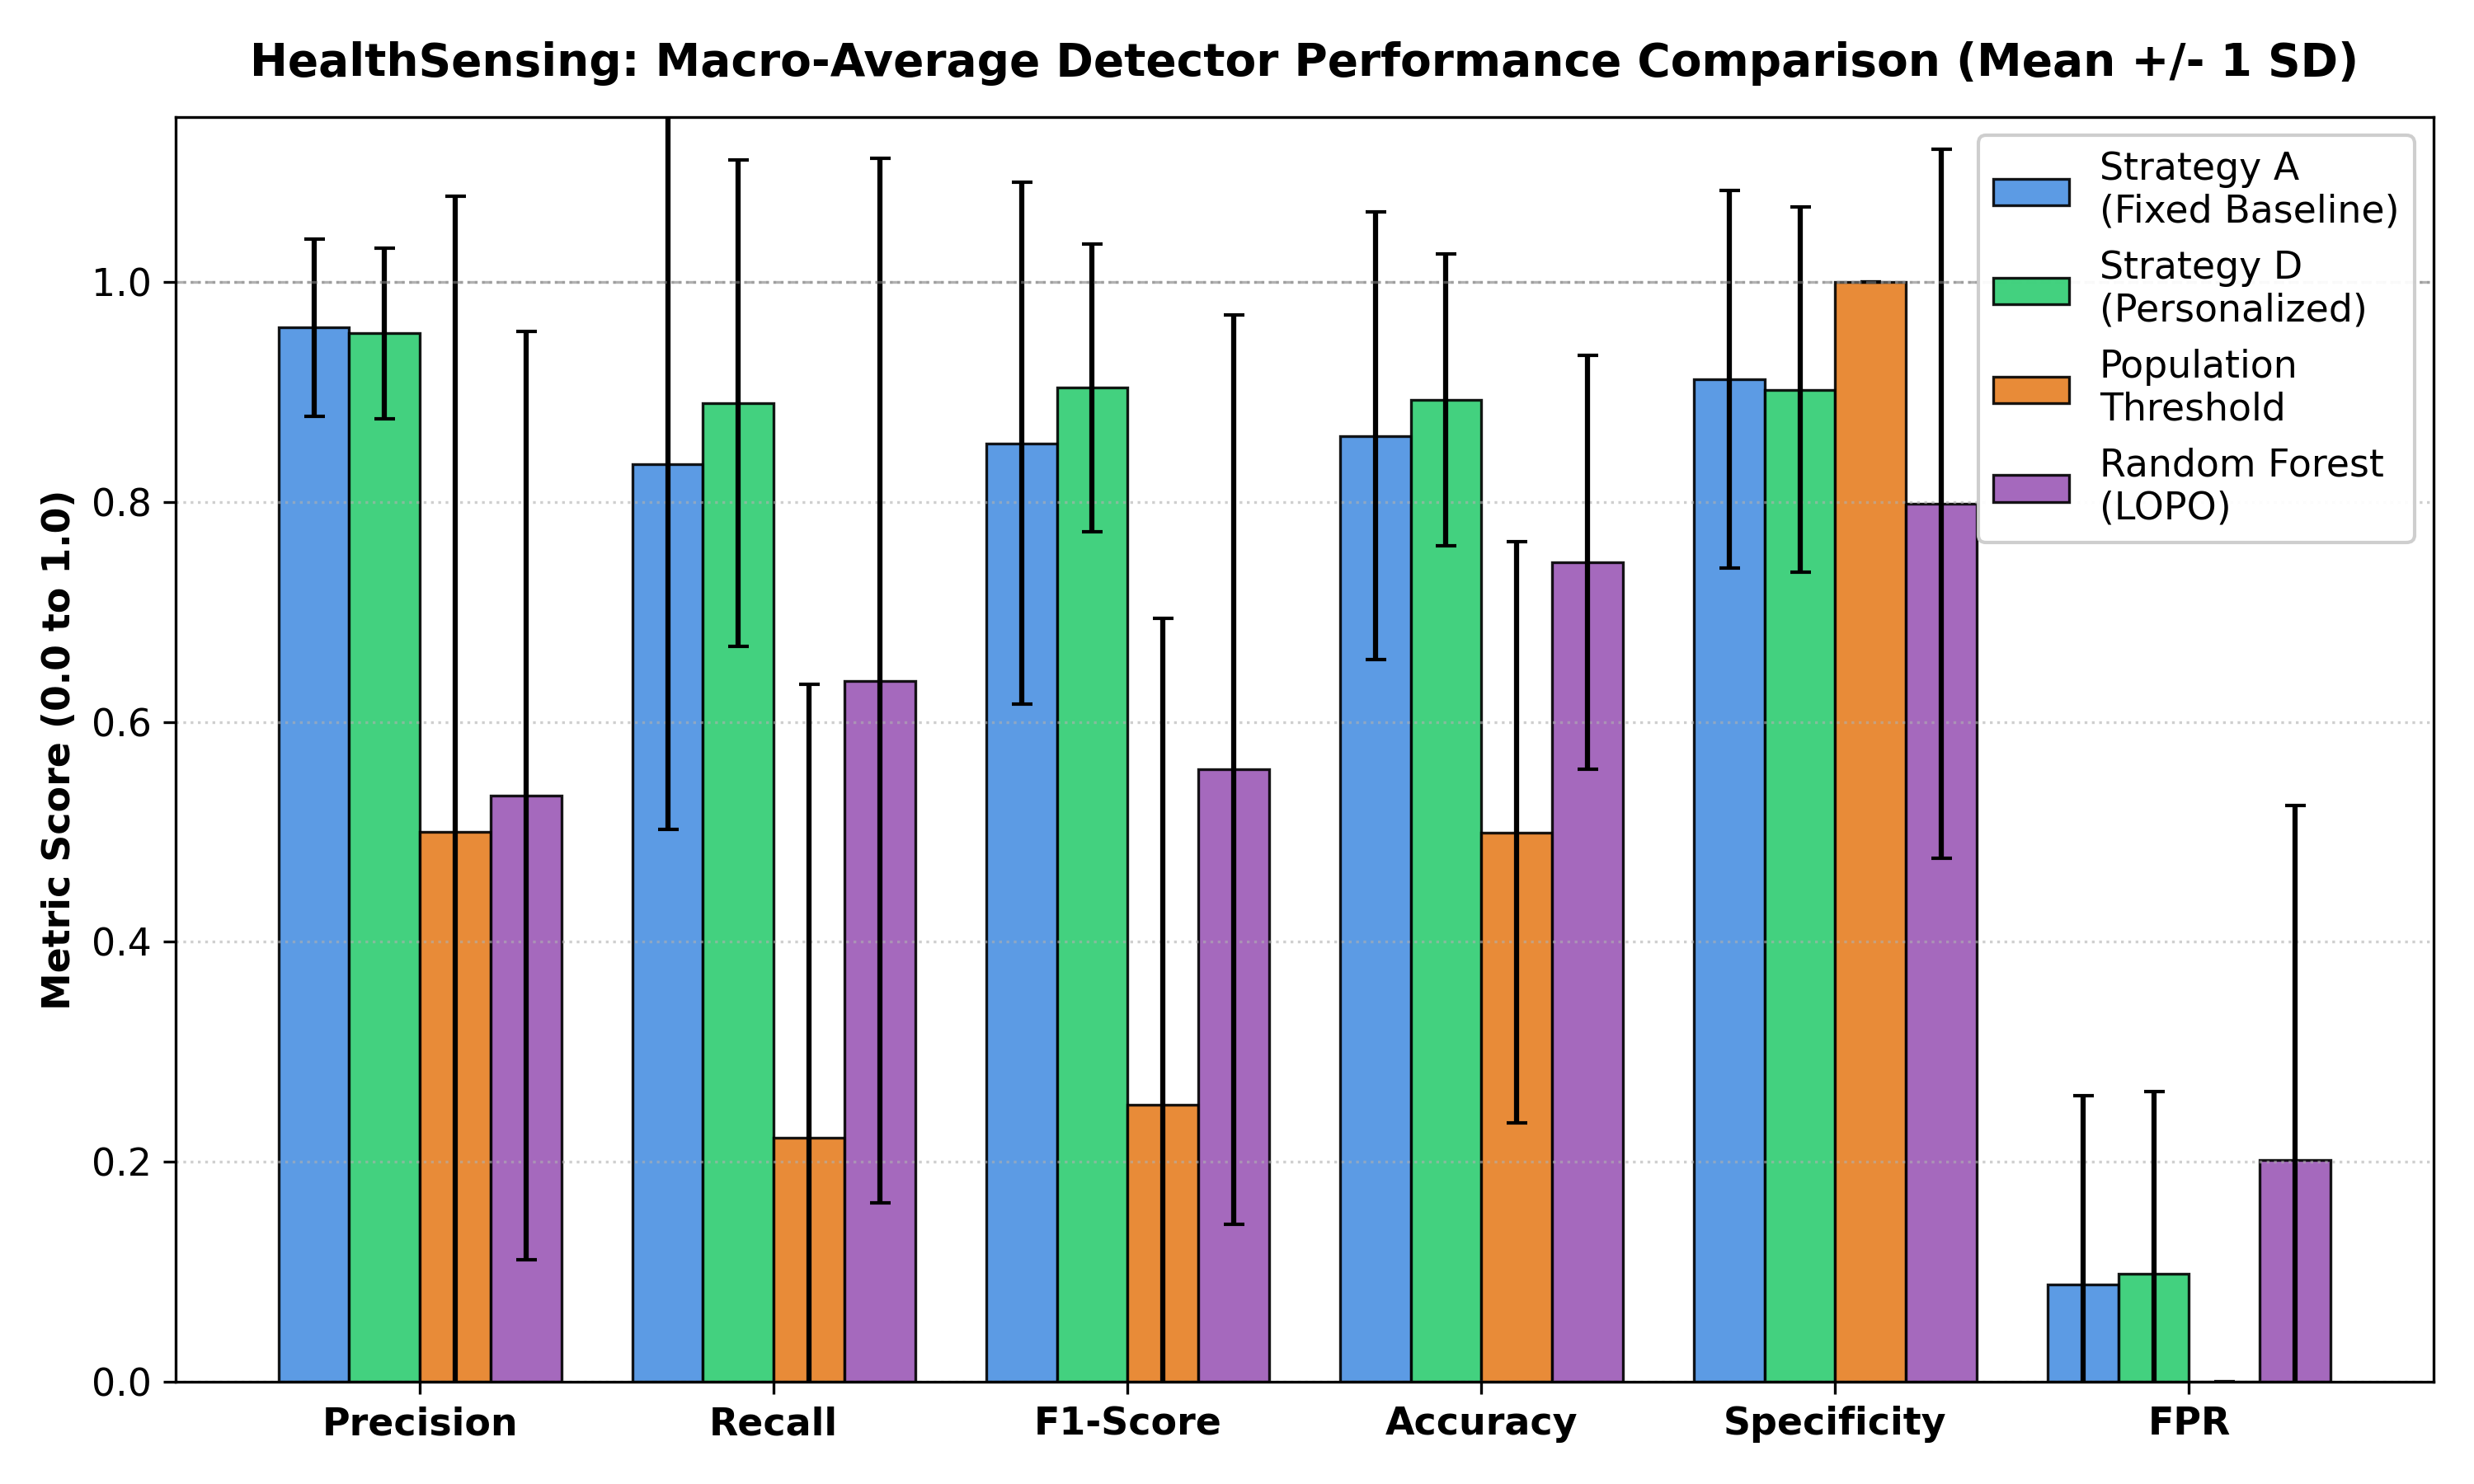 HealthSensing: Macro-Average Detector Performance Comparison (Mean +/- 1 SD)
Metric Score (0.0 to 1.0)
1.0
0.8
0.6
0.4
0.2
0.0
Strategy A
(Fixed Baseline)
Strategy D
(Personalized)
Population
Threshold
Random Forest
(LOPO)
Precision
Recall
F1-Score
Accuracy
Specificity
FPR